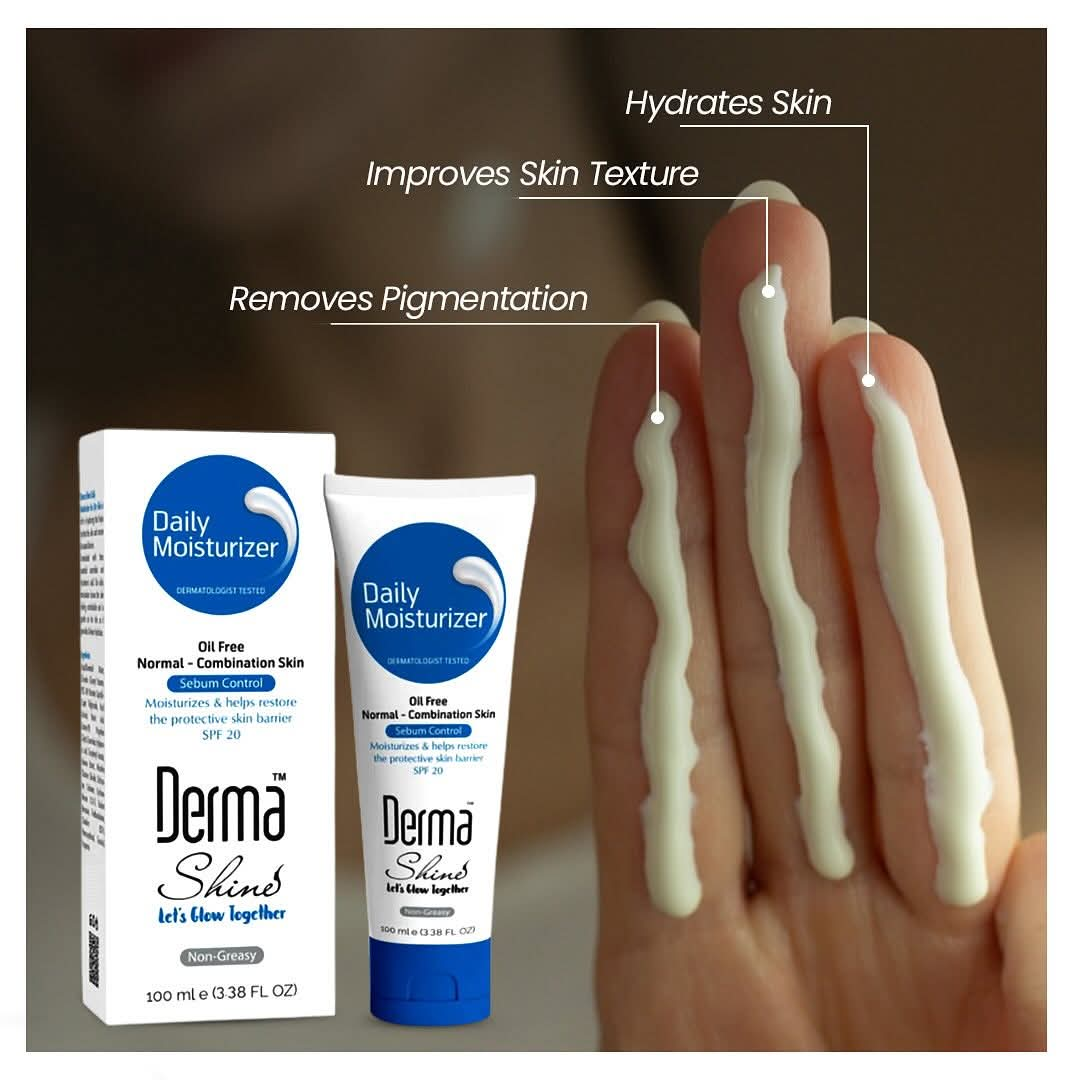 Hydrates Skin
Improves Skin Texture
Removes Pigmentation
Daily
Moisturizer
DERMATOLOGIST TESTED
Oil Free
Normal - Combination Skin
Sebum Control
Moisturizes & helps restore
the protective skin barrier
SPF 20
Derma™
Shine
Let's Glow Together
Non-Greasy
100 ml e (3.38 FL OZ)
Daily
Moisturizer
DERMATOLOGIST TESTED
Oil Free
Normal - Combination Skin
Sebum Control
Moisturizes & helps restore
the protective skin barrier
SPF 20
Derma™
Shine
Let's Glow Together
Non-Greasy
100 ml e (3.38 FL OZ)